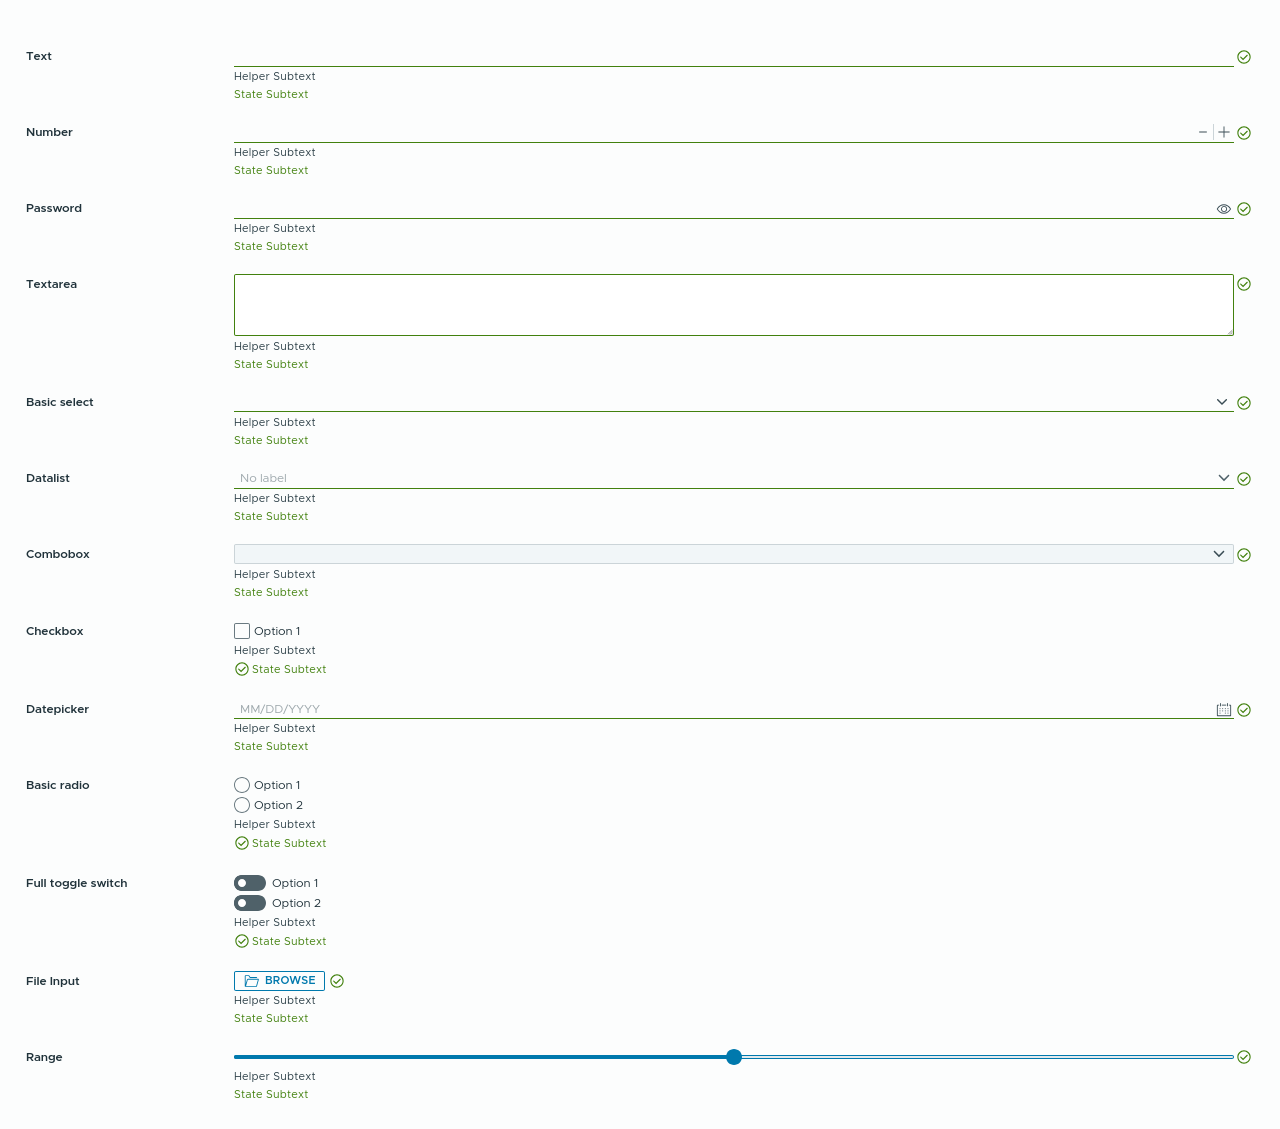 Text
Helper Subtext
State Subtext
Number
Helper Subtext
State Subtext
Password
Helper Subtext
State Subtext
Textarea
Helper Subtext
State Subtext
Basic select
Helper Subtext
State Subtext
Datalist
No label
Helper Subtext
State Subtext
Combobox
Helper Subtext
State Subtext
Checkbox
Option 1
Helper Subtext
State Subtext
Datepicker
MM/DD/YYYY
Helper Subtext
State Subtext
Basic radio
Option 1
Option 2
Helper Subtext
State Subtext
Full toggle switch
Option 1
Option 2
Helper Subtext
State Subtext
File Input
BROWSE
Helper Subtext
State Subtext
Range
Helper Subtext
State Subtext